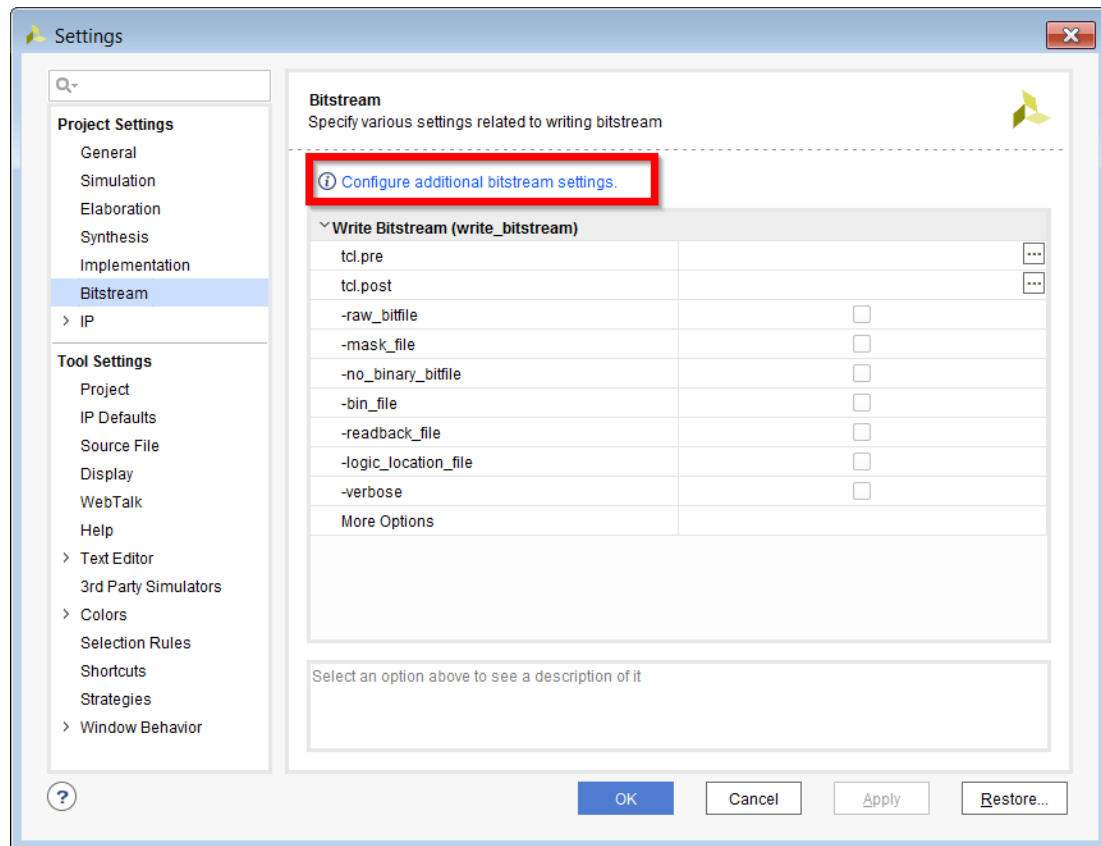 Settings
Project Settings
General
Simulation
Elaboration
Synthesis
Implementation
Bitstream
> IP
Tool Settings
Project
IP Defaults
Source File
Display
WebTalk
Help
> Text Editor
3rd Party Simulators
> Colors
Selection Rules
Shortcuts
Strategies
> Window Behavior
Bitstream
Specify various settings related to writing bitstream
Configure additional bitstream settings.
Write Bitstream (write_bitstream)
tcl.pre
...
tcl.post
...
-raw_bitfile
-mask_file
-no_binary_bitfile
-bin_file
-readback_file
-logic_location_file
-verbose
More Options
Select an option above to see a description of it
?
OK
Cancel
Apply
Restore...